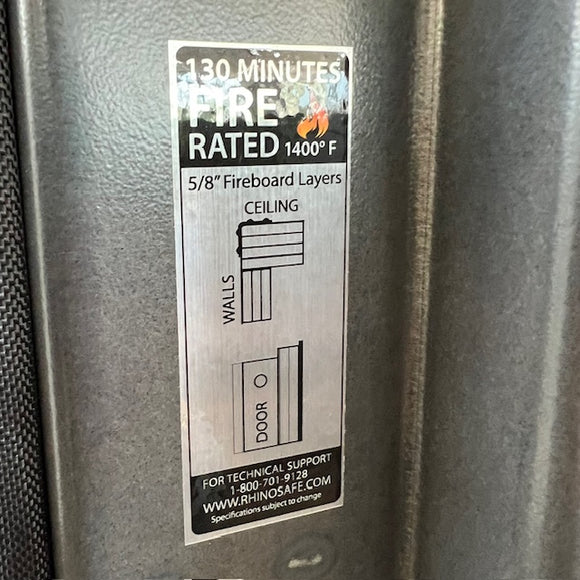 130 MINUTES
FIRE
RATED 1400° F
5/8" Fireboard Layers
CEILING
WALLS
DOOR
FOR TECHNICAL SUPPORT
1-800-701-9128
WWW.RHINOSAFE.COM
Specifications subject to change